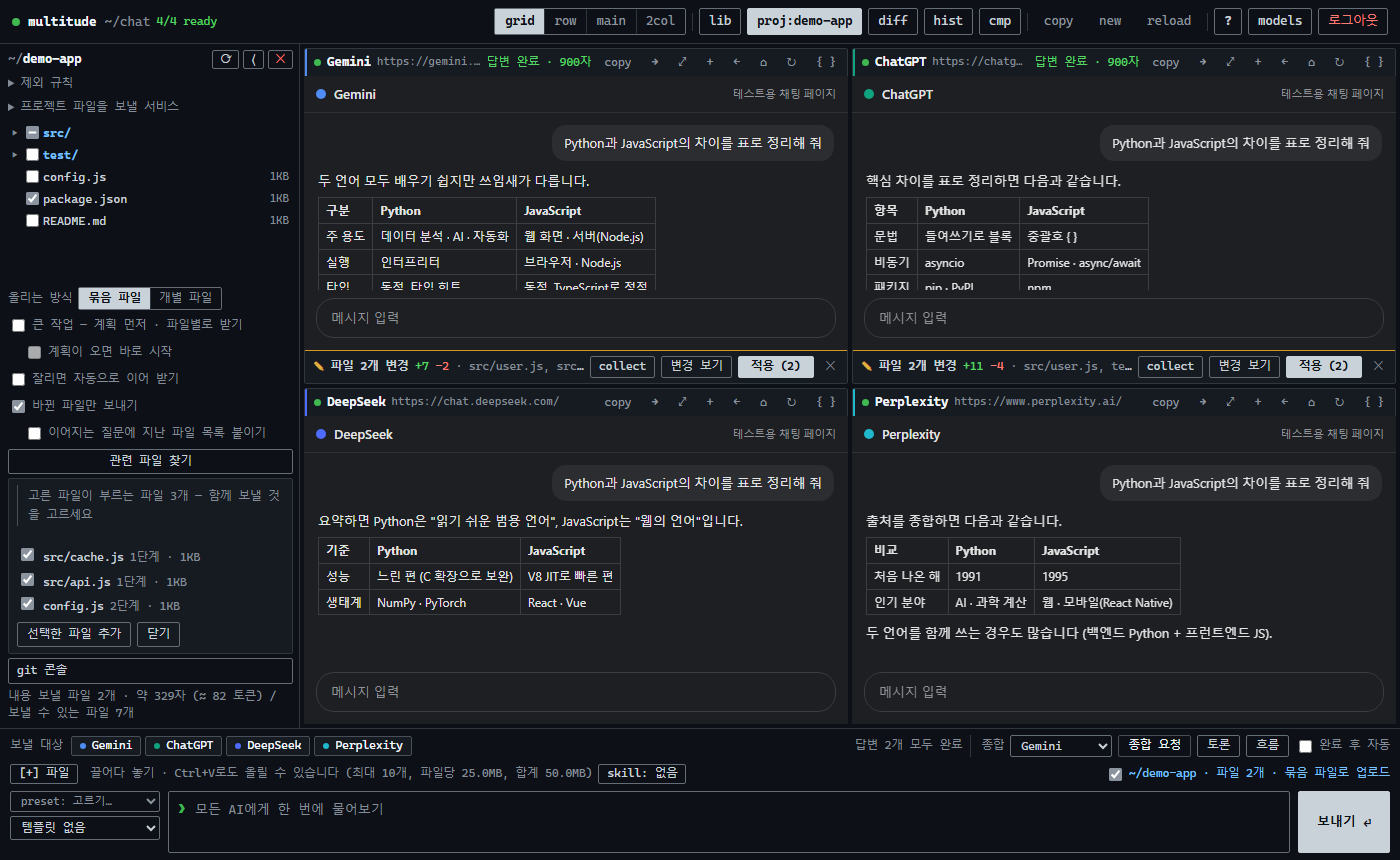 multitude ~/chat 4/4 ready
grid row main 2col lib proj:demo-app diff hist cmp copy new reload ? models 로그아웃
~/demo-app
제외 규칙
프로젝트 파일을 보낼 서비스
src/
test/
config.js 1KB
package.json 1KB
README.md 1KB
올리는 방식 묶음 파일 개별 파일
큰 작업 — 계획 먼저 · 파일별로 받기
계획이 오면 바로 시작
잘리면 자동으로 이어 받기
바뀐 파일만 보내기
이어지는 질문에 지난 파일 목록 붙이기
관련 파일 찾기
고른 파일이 부르는 파일 3개 — 함께 보낼 것
을 고르세요
src/cache.js 1단계 · 1KB
src/api.js 1단계 · 1KB
config.js 2단계 · 1KB
선택한 파일 추가 닫기
git 콘솔
내용 보낼 파일 2개 · 약 329자 (≈ 82 토큰) /
보낼 수 있는 파일 7개
Gemini https://gemini.… 답변 완료 · 900자 copy
Gemini 테스트용 채팅 페이지
Python과 JavaScript의 차이를 표로 정리해 줘
두 언어 모두 배우기 쉽지만 쓰임새가 다릅니다.
구분 Python JavaScript
주 용도 데이터 분석 · AI · 자동화 웹 화면 · 서버(Node.js)
실행 인터프리터 브라우저 · Node.js
타입 동적, 타입 힌트 동적, TypeScript로 정적
메시지 입력
파일 2개 변경 +7 −2 · src/user.js, src… collect 변경 보기 적용 (2)
ChatGPT https://chatg… 답변 완료 · 900자 copy
ChatGPT 테스트용 채팅 페이지
Python과 JavaScript의 차이를 표로 정리해 줘
핵심 차이를 표로 정리하면 다음과 같습니다.
항목 Python JavaScript
문법 들여쓰기로 블록 중괄호 { }
비동기 asyncio Promise · async/await
패키지 pip · PyPI npm
메시지 입력
파일 2개 변경 +11 −4 · src/user.js, te… collect 변경 보기 적용 (2)
DeepSeek https://chat.deepseek.com/ copy
DeepSeek 테스트용 채팅 페이지
Python과 JavaScript의 차이를 표로 정리해 줘
요약하면 Python은 "읽기 쉬운 범용 언어", JavaScript는 "웹의 언어"입니다.
기준 Python JavaScript
성능 느린 편 (C 확장으로 보완) V8 JIT로 빠른 편
생태계 NumPy · PyTorch React · Vue
메시지 입력
Perplexity https://www.perplexity.ai/ copy
Perplexity 테스트용 채팅 페이지
Python과 JavaScript의 차이를 표로 정리해 줘
출처를 종합하면 다음과 같습니다.
비교 Python JavaScript
처음 나온 해 1991 1995
인기 분야 AI · 과학 계산 웹 · 모바일(React Native)
두 언어를 함께 쓰는 경우도 많습니다 (백엔드 Python + 프런트엔드 JS).
메시지 입력
보낼 대상 Gemini ChatGPT DeepSeek Perplexity 답변 2개 모두 완료 종합 Gemini 종합 요청 토론 흐름 완료 후 자동
[+] 파일 끌어다 놓기 · Ctrl+V로도 올릴 수 있습니다 (최대 10개, 파일당 25.0MB, 합계 50.0MB) skill: 없음 ~/demo-app · 파일 2개 · 묶음 파일로 업로드
preset: 고르기…
템플릿 없음
❯ 모든 AI에게 한 번에 물어보기
보내기 ↵